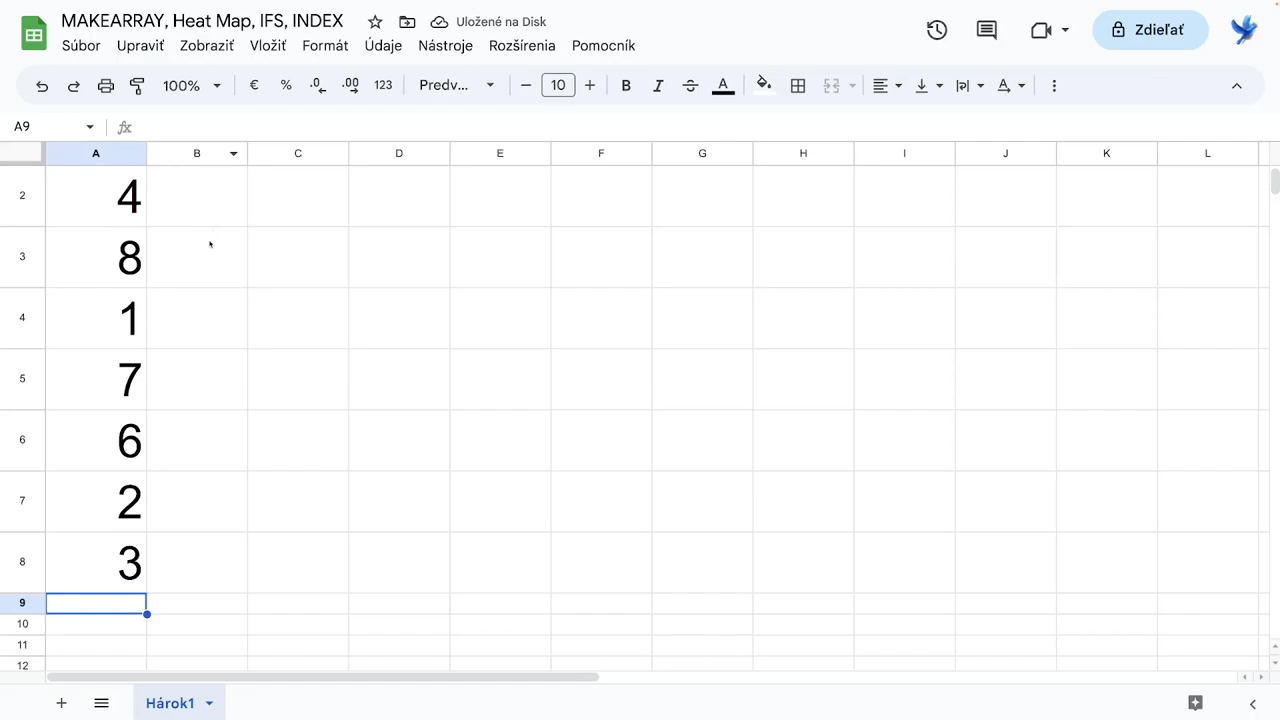 MAKEARRAY, Heat Map, IFS, INDEX
Uložené na Disk
Súbor Upraviť Zobraziť Vložiť Formát Údaje Nástroje Rozšírenia Pomocník
Zdieľať
100% € % .0 .00 123 Predv... 10 B I S A
A9 fx
A B C D E F G H I J K L
2 4
3 8
4 1
5 7
6 6
7 2
8 3
9
10
11
12
Hárok1